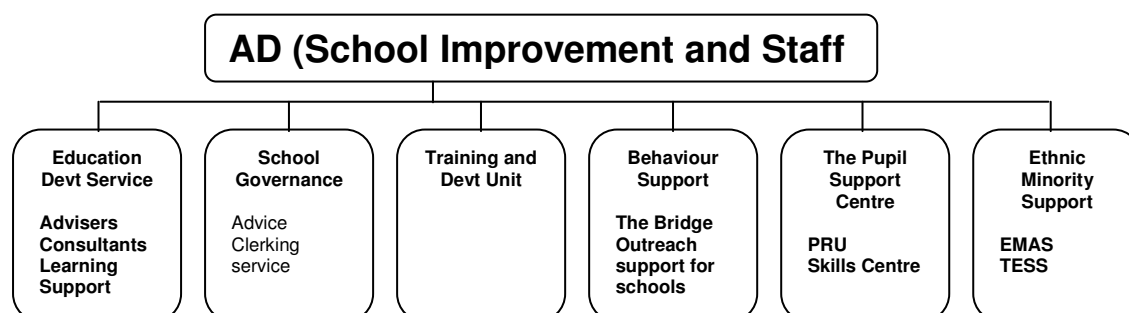 AD (School Improvement and Staff
Education
Devt Service
Advisers
Consultants
Learning
Support
School
Governance
Advice
Clerking
service
Training and
Devt Unit
Behaviour
Support
The Bridge
Outreach
support for
schools
The Pupil
Support
Centre
PRU
Skills Centre
Ethnic
Minority
Support
EMAS
TESS